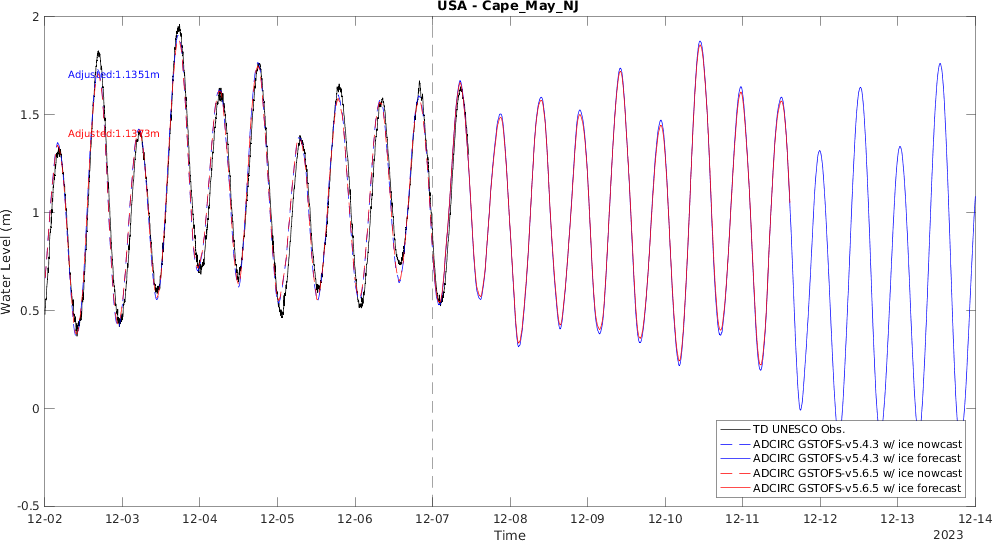 USA - Cape_May_NJ
2
Adjusted:1.1351m
1.5
Adjusted:1.1373m
1
Water Level (m)
0.5
0
TD UNESCO Obs.
ADCIRC GSTOFS-v5.4.3 w/ ice nowcast
ADCIRC GSTOFS-v5.4.3 w/ ice forecast
ADCIRC GSTOFS-v5.6.5 w/ ice nowcast
ADCIRC GSTOFS-v5.6.5 w/ ice forecast
-0.5
12-02 12-03 12-04 12-05 12-06 12-07 12-08 12-09 12-10 12-11 12-12 12-13 12-14
Time
2023